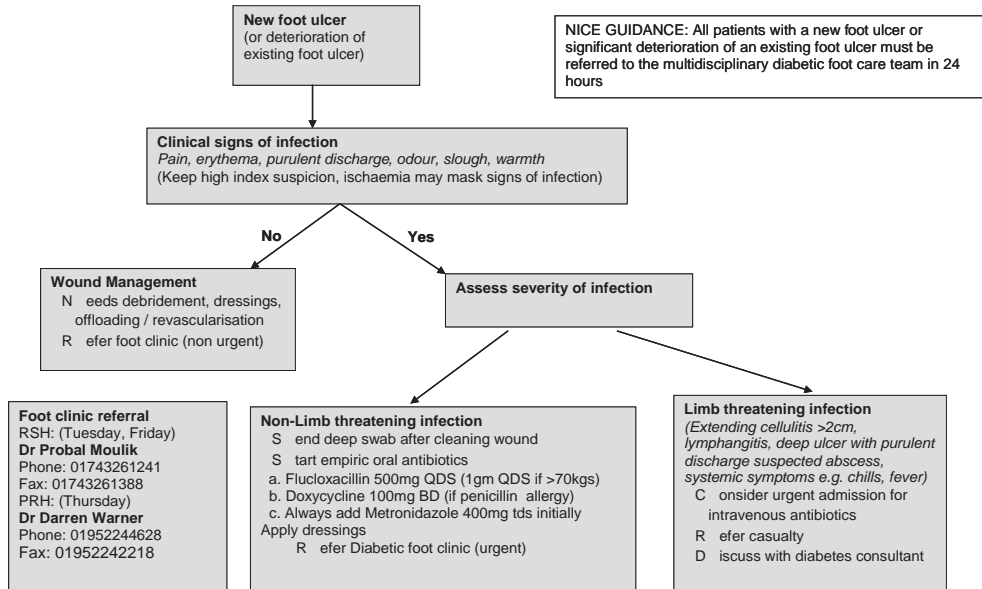 New foot ulcer
(or deterioration of
existing foot ulcer)
NICE GUIDANCE: All patients with a new foot ulcer or
significant deterioration of an existing foot ulcer must be
referred to the multidisciplinary diabetic foot care team in 24
hours
Clinical signs of infection
Pain, erythema, purulent discharge, odour, slough, warmth
(Keep high index suspicion, ischaemia may mask signs of infection)
No
Yes
Wound Management
N eeds debridement, dressings,
offloading / revascularisation
R efer foot clinic (non urgent)
Assess severity of infection
Foot clinic referral
RSH: (Tuesday, Friday)
Dr Probal Moulik
Phone: 01743261241
Fax: 01743261388
PRH: (Thursday)
Dr Darren Warner
Phone: 01952244628
Fax: 01952242218
Non-Limb threatening infection
S end deep swab after cleaning wound
S tart empiric oral antibiotics
a. Flucloxacillin 500mg QDS (1gm QDS if >70kgs)
b. Doxycycline 100mg BD (if penicillin allergy)
c. Always add Metronidazole 400mg tds initially
Apply dressings
R efer Diabetic foot clinic (urgent)
Limb threatening infection
(Extending cellulitis >2cm,
lymphangitis, deep ulcer with purulent
discharge suspected abscess,
systemic symptoms e.g. chills, fever)
C onsider urgent admission for
intravenous antibiotics
R efer casualty
D iscuss with diabetes consultant